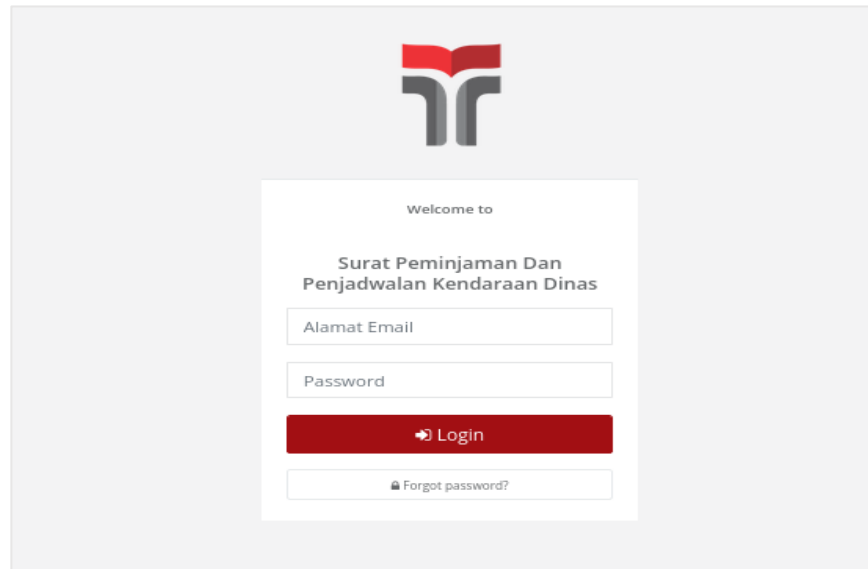 Welcome to
Surat Peminjaman Dan
Penjadwalan Kendaraan Dinas
Alamat Email
Password
Login
Forgot password?